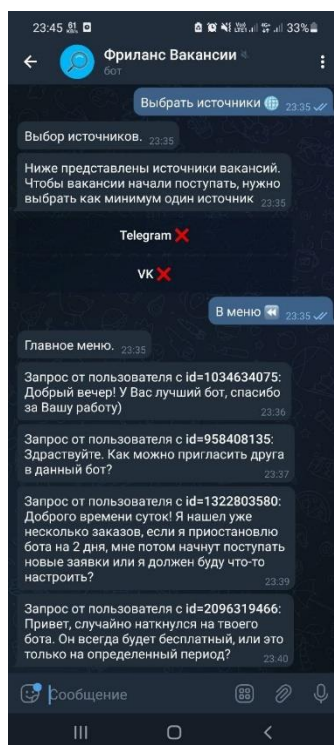 23:45
33%
Фриланс Вакансии
бот
Выбрать источники 23:35
Выбор источников. 23:35
Ниже представлены источники вакансий.
Чтобы вакансии начали поступать, нужно
выбрать как минимум один источник 23:35
Telegram ❌
VK ❌
В меню ⏪ 23:35
Главное меню. 23:35
Запрос от пользователя с id=1034634075:
Добрый вечер! У Вас лучший бот, спасибо
за Вашу работу) 23:36
Запрос от пользователя с id=958408135:
Здраствуйте. Как можно пригласить друга
в данный бот? 23:37
Запрос от пользователя с id=1322803580:
Доброго времени суток! Я нашел уже
несколько заказов, если я приостановлю
бота на 2 дня, мне потом начнут поступать
новые заявки или я должен буду что-то
настроить? 23:39
Запрос от пользователя с id=2096319466:
Привет, случайно наткнулся на твоего
бота. Он всегда будет бесплатный, или это
только на определенный период? 23:40
Сообщение